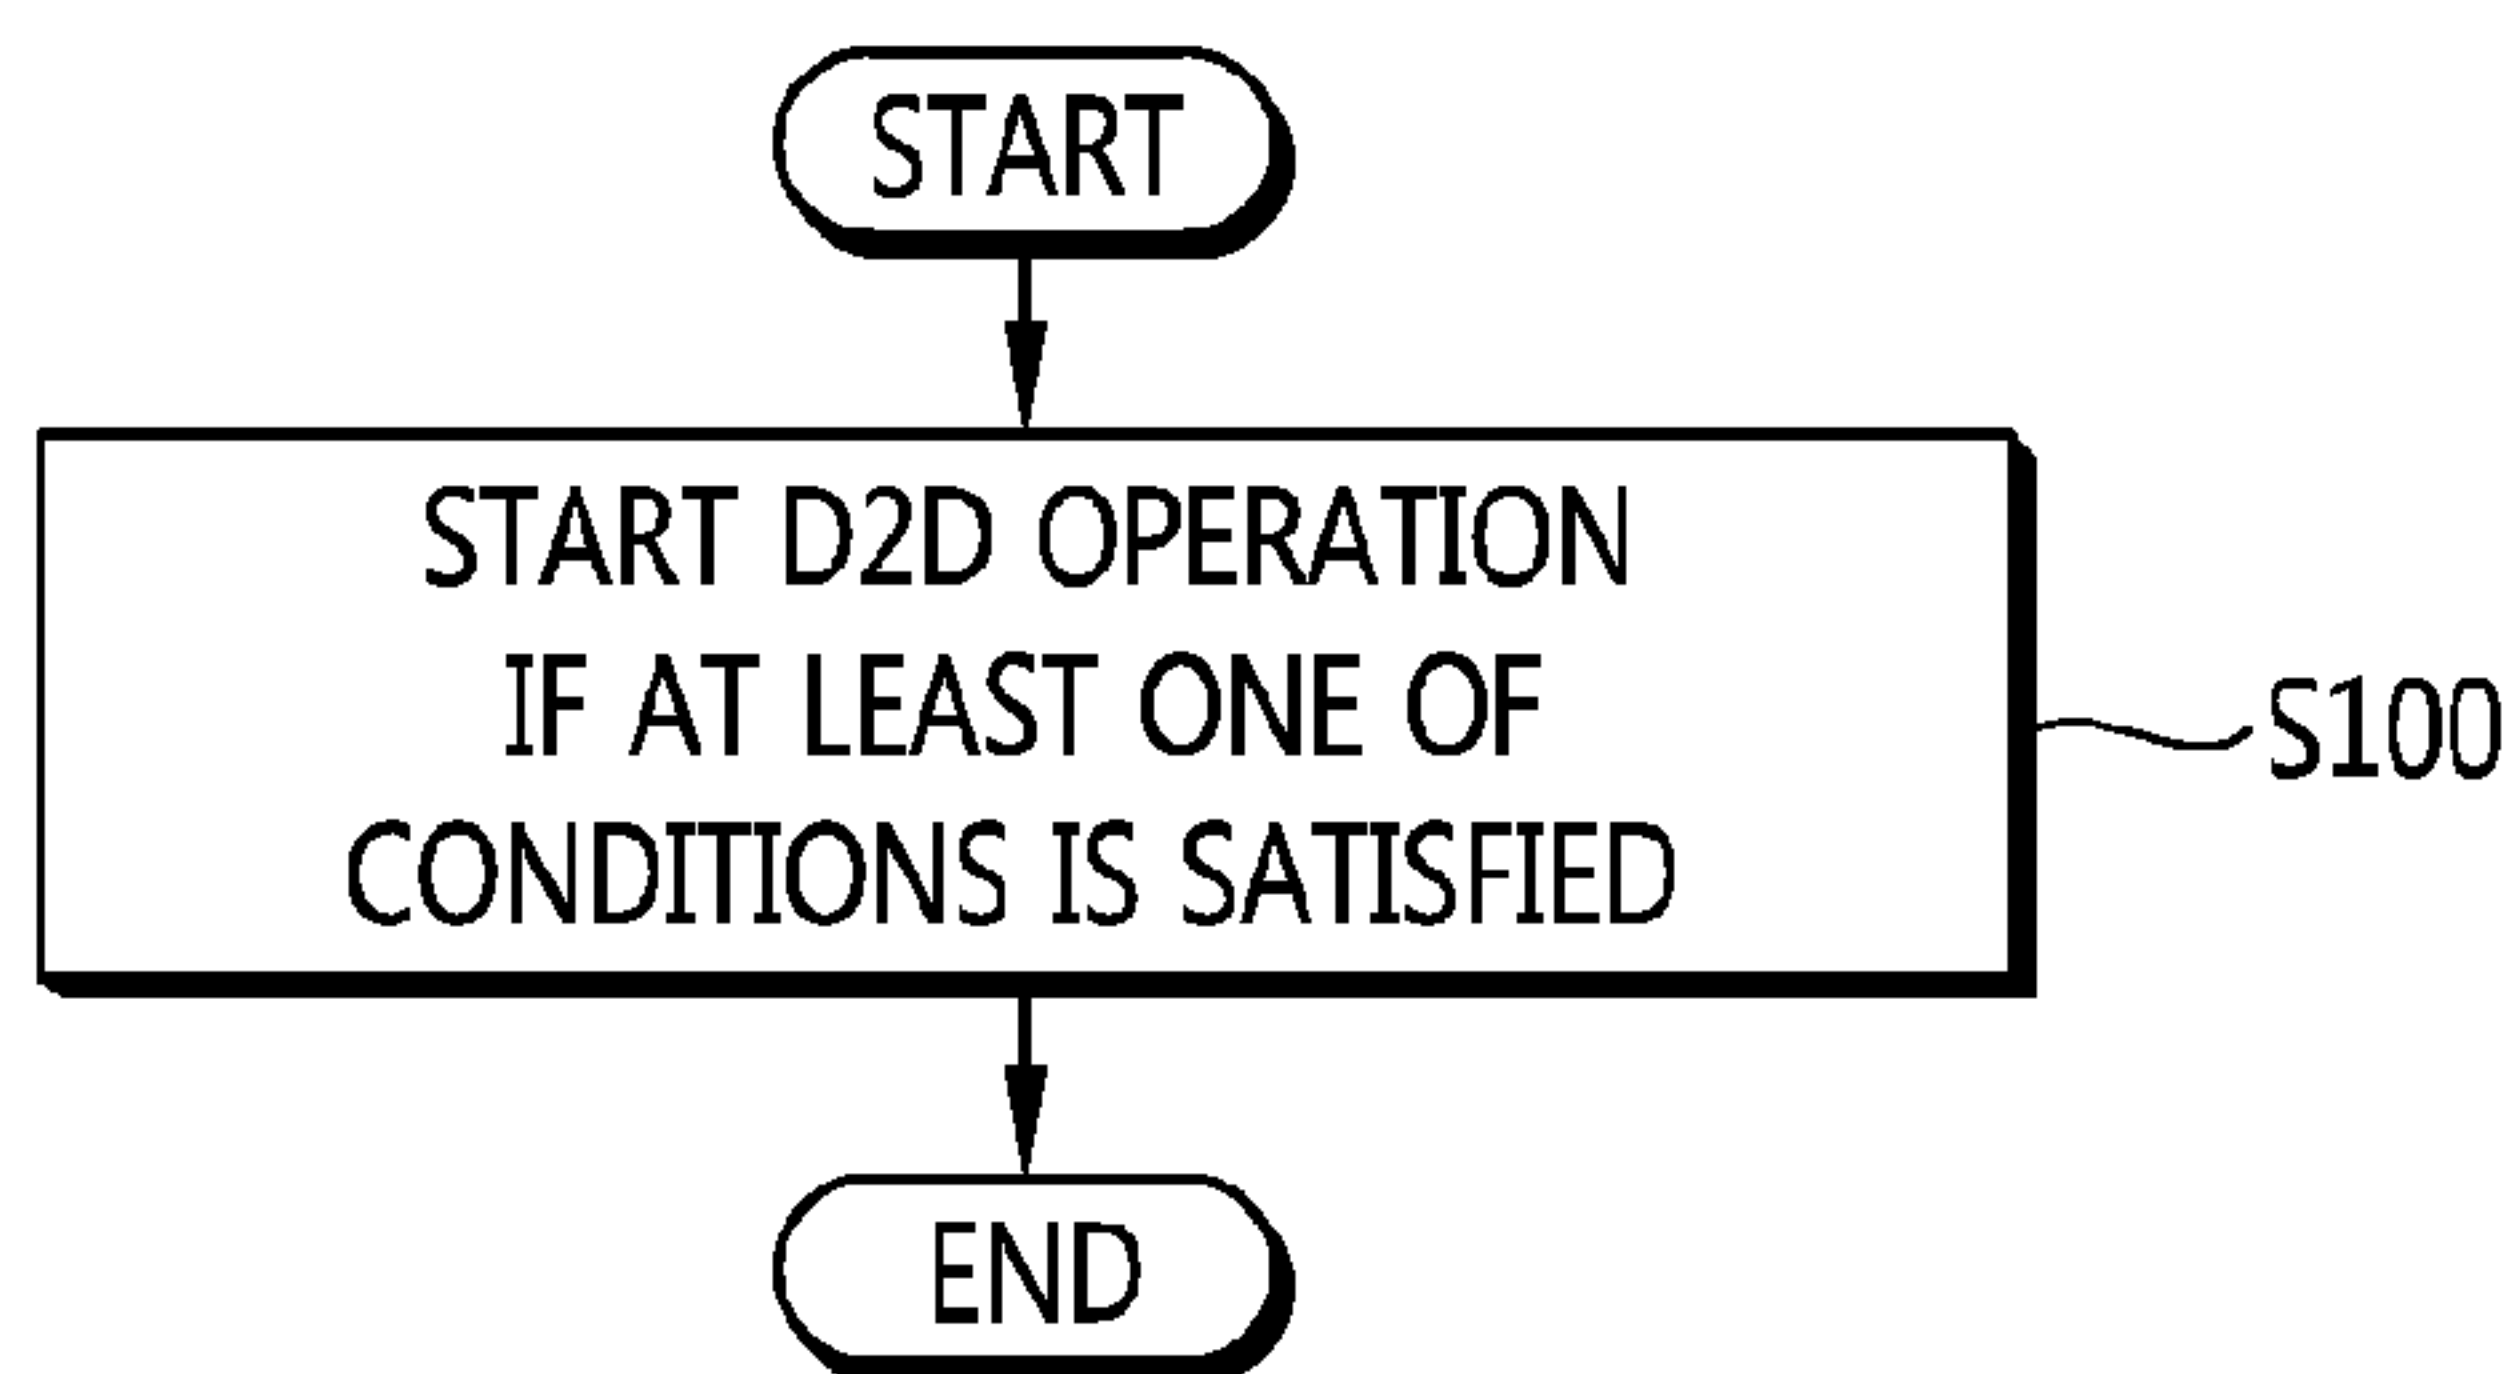 START
START D2D OPERATION
IF AT LEAST ONE OF
CONDITIONS IS SATISFIED
S100
END